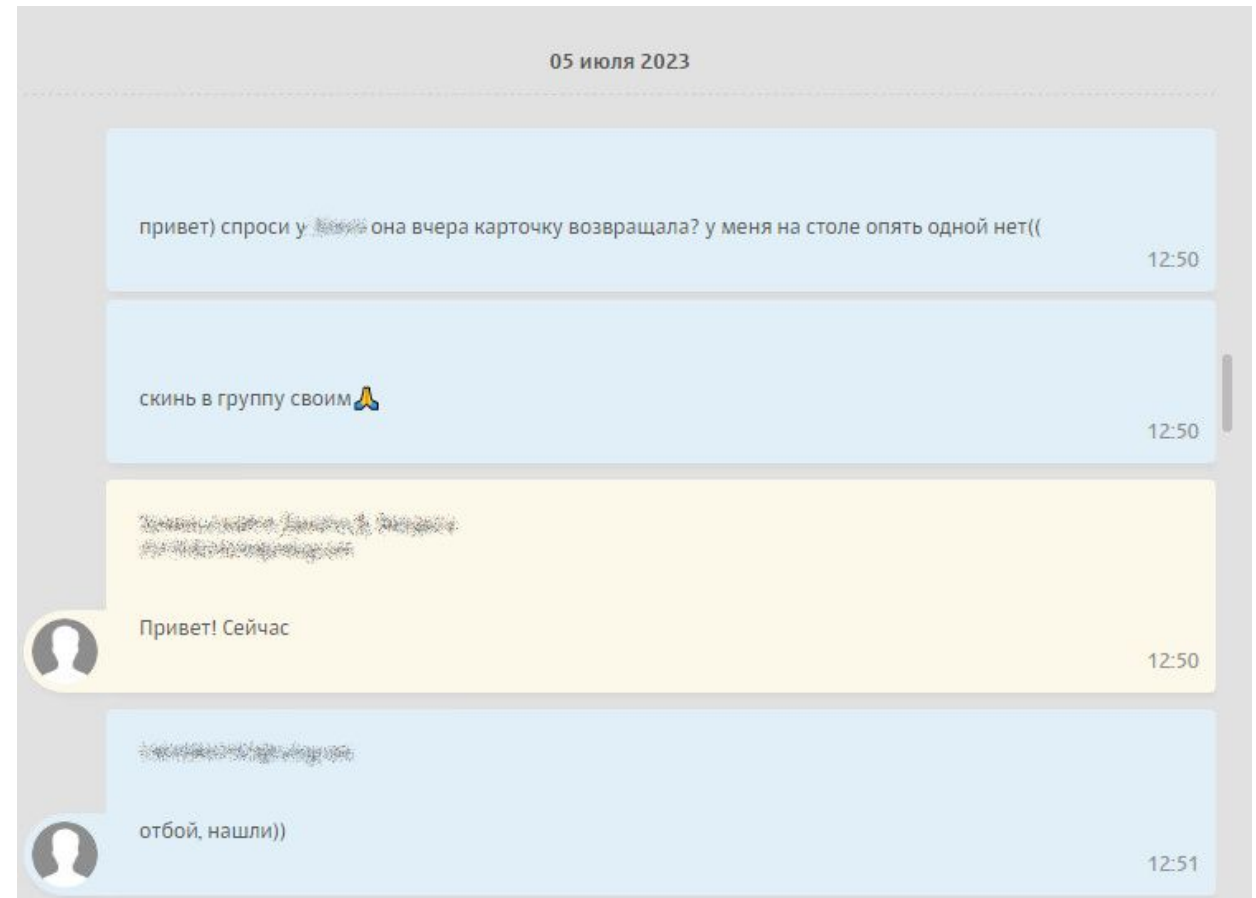 05 июля 2023
привет) спроси у она вчера карточку возвращала? у меня на столе опять одной нет((
12:50
скинь в группу своим🙏
12:50
Привет! Сейчас
12:50
отбой, нашли))
12:51